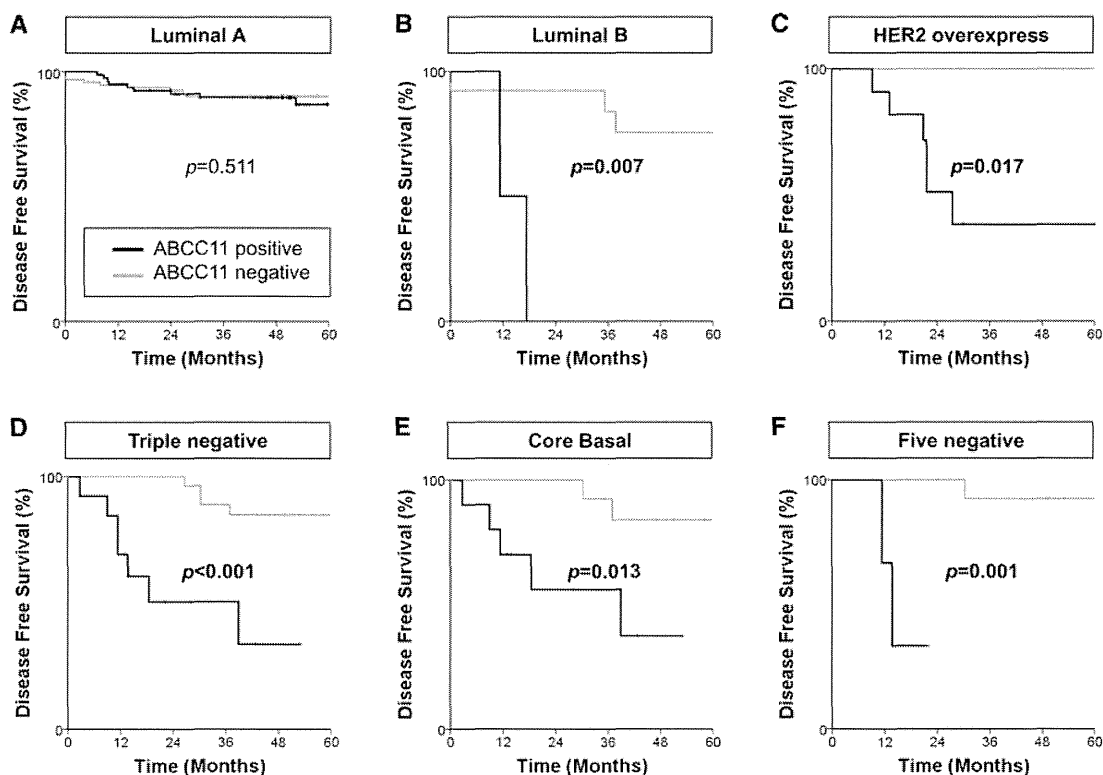 A
Luminal A
Disease Free Survival (%)
100
0
p=0.511
ABCC11 positive
ABCC11 negative
0 12 24 36 48 60
Time (Months)
B
Luminal B
Disease Free Survival (%)
100
0
p=0.007
0 12 24 36 48 60
Time (Months)
C
HER2 overexpress
Disease Free Survival (%)
100
0
p=0.017
0 12 24 36 48 60
Time (Months)
D
Triple negative
Disease Free Survival (%)
100
0
p<0.001
0 12 24 36 48 60
Time (Months)
E
Core Basal
Disease Free Survival (%)
100
0
p=0.013
0 12 24 36 48 60
Time (Months)
F
Five negative
Disease Free Survival (%)
100
0
p=0.001
0 12 24 36 48 60
Time (Months)